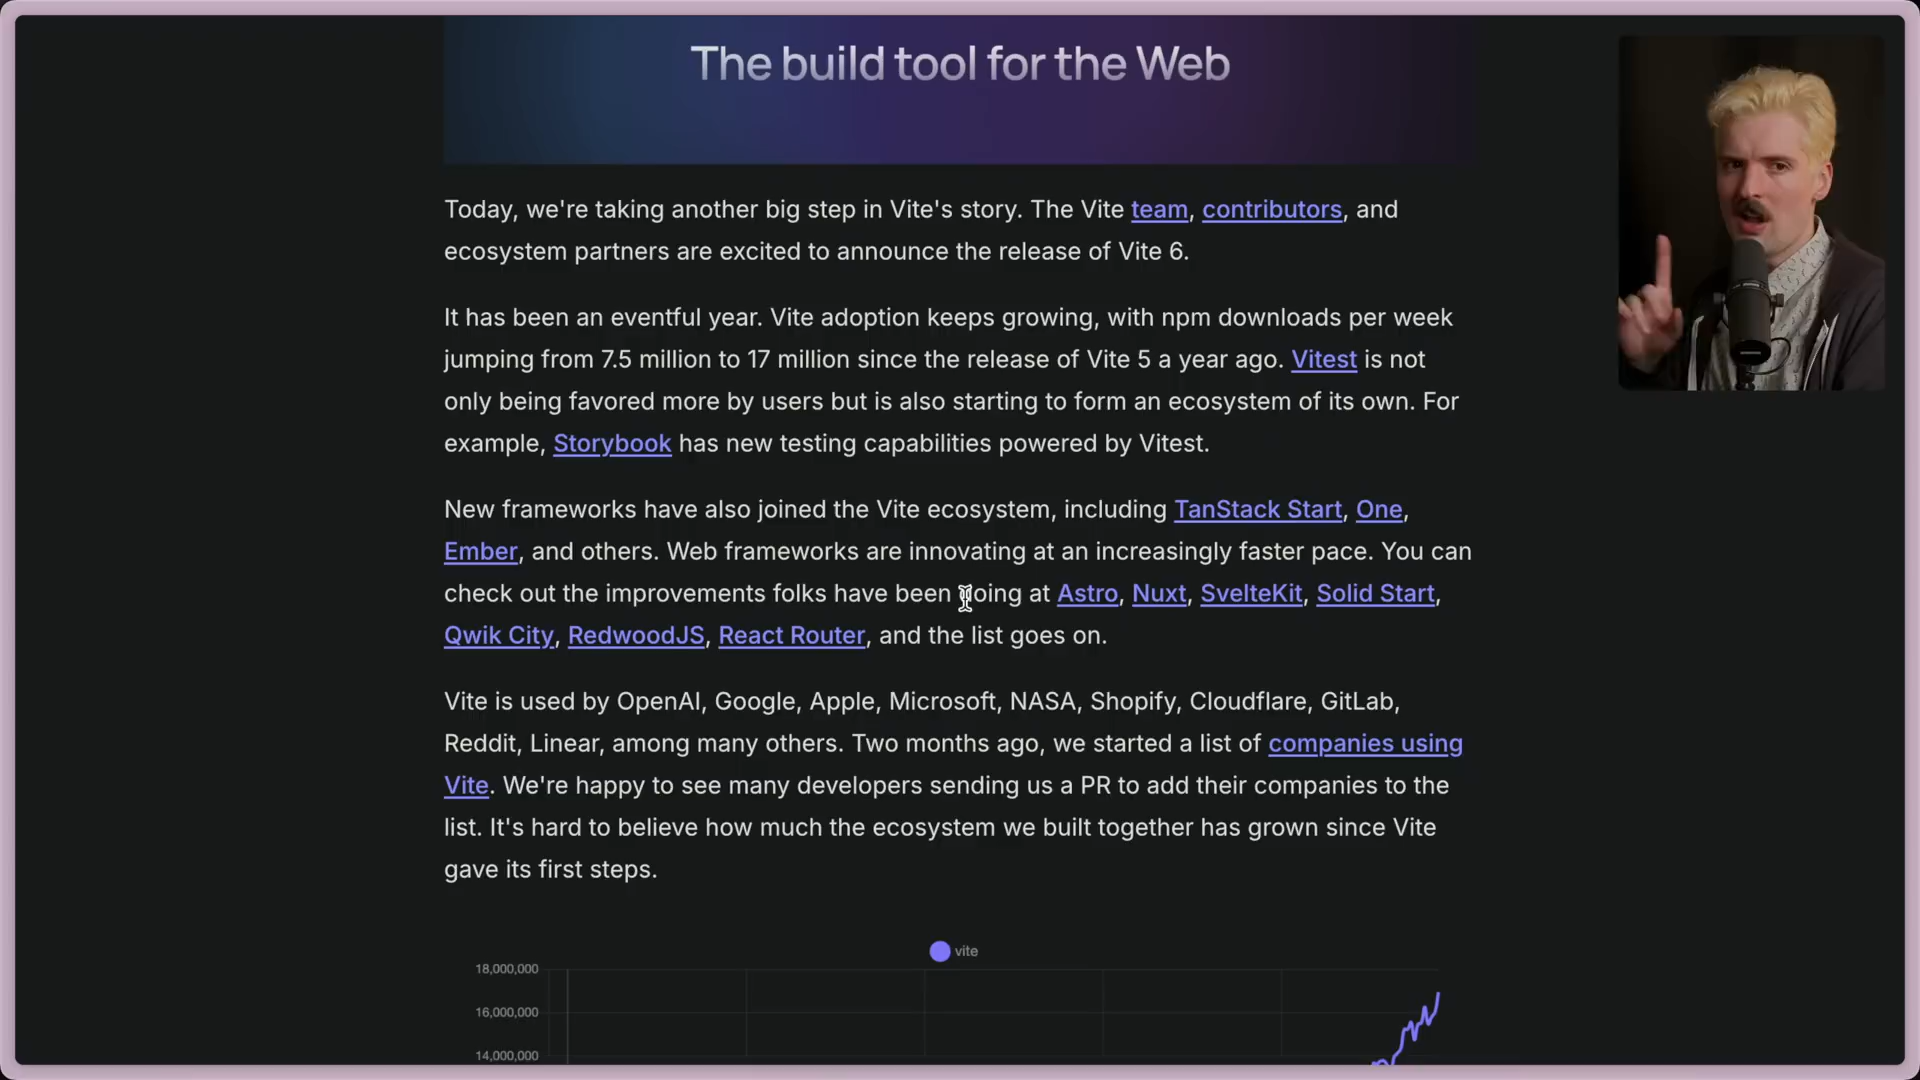 The build tool for the Web
Today, we're taking another big step in Vite's story. The Vite team, contributors, and
ecosystem partners are excited to announce the release of Vite 6.
It has been an eventful year. Vite adoption keeps growing, with npm downloads per week
jumping from 7.5 million to 17 million since the release of Vite 5 a year ago. Vitest is not
only being favored more by users but is also starting to form an ecosystem of its own. For
example, Storybook has new testing capabilities powered by Vitest.
New frameworks have also joined the Vite ecosystem, including TanStack Start, One,
Ember, and others. Web frameworks are innovating at an increasingly faster pace. You can
check out the improvements folks have been doing at Astro, Nuxt, SvelteKit, Solid Start,
Qwik City, RedwoodJS, React Router, and the list goes on.
Vite is used by OpenAI, Google, Apple, Microsoft, NASA, Shopify, Cloudflare, GitLab,
Reddit, Linear, among many others. Two months ago, we started a list of companies using
Vite. We're happy to see many developers sending us a PR to add their companies to the
list. It's hard to believe how much the ecosystem we built together has grown since Vite
gave its first steps.
vite
18,000,000
16,000,000
14,000,000